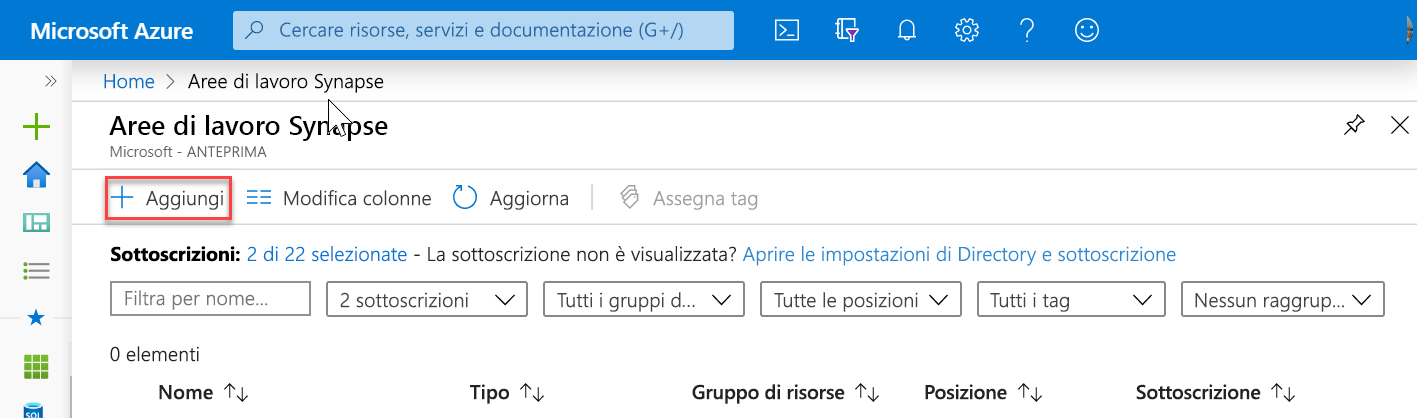 Microsoft Azure Cercare risorse, servizi e documentazione (G+/)
Home > Aree di lavoro Synapse
Aree di lavoro Synapse
Microsoft - ANTEPRIMA
Aggiungi Modifica colonne Aggiorna Assegna tag
Sottoscrizioni: 2 di 22 selezionate - La sottoscrizione non è visualizzata? Aprire le impostazioni di Directory e sottoscrizione
Filtra per nome... 2 sottoscrizioni Tutti i gruppi d... Tutte le posizioni Tutti i tag Nessun raggrup...
0 elementi
Nome Tipo Gruppo di risorse Posizione Sottoscrizione
SQL